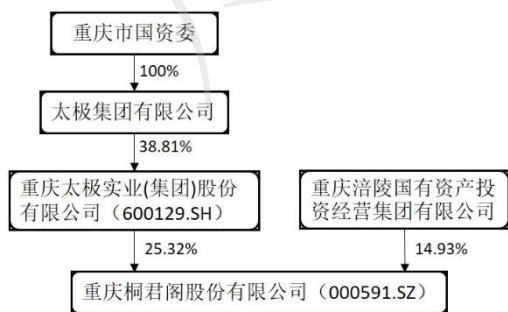 重庆市国资委
100%
太极集团有限公司
38.81%
重庆太极实业(集团)股份
有限公司（600129.SH）
重庆涪陵国有资产投
资经营集团有限公司
25.32%
14.93%
重庆桐君阁股份有限公司（000591.SZ）